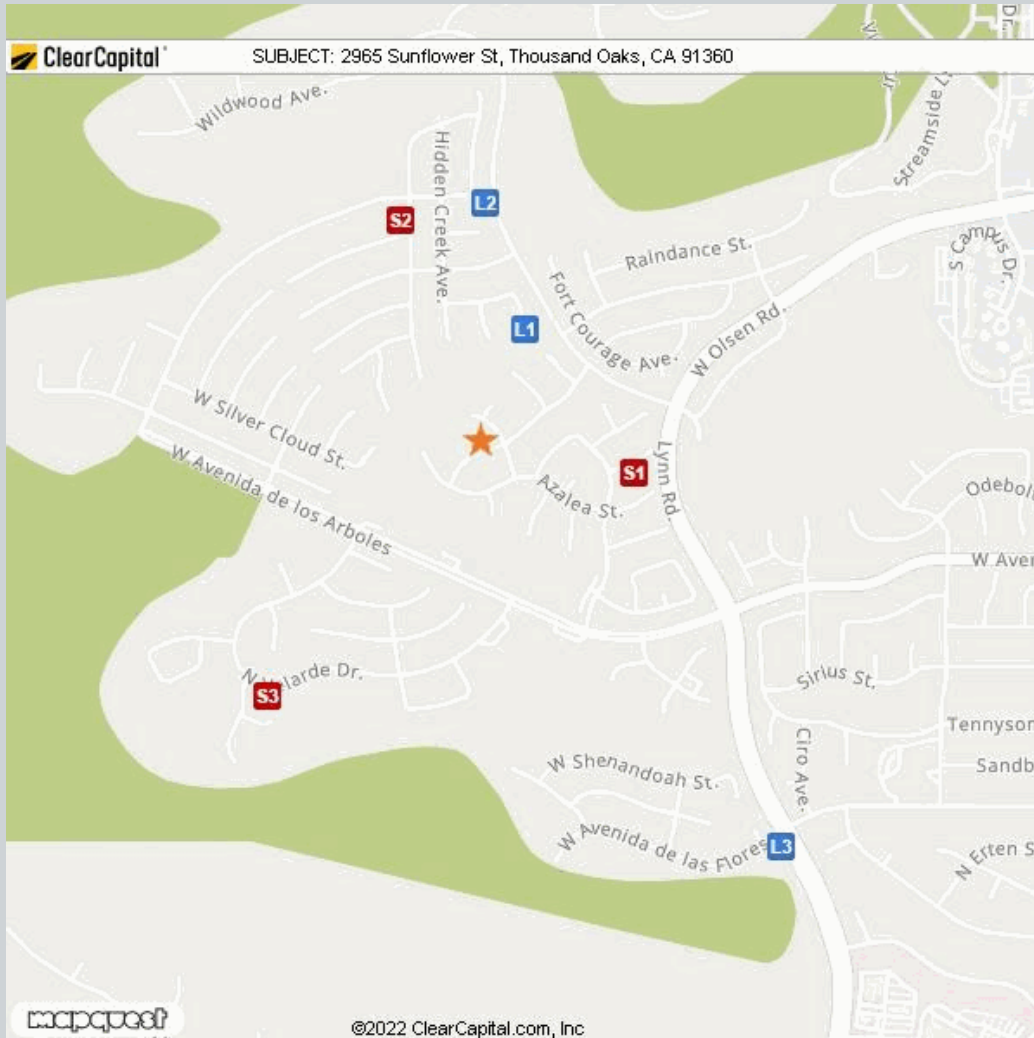 ClearCapital
SUBJECT: 2965 Sunflower St, Thousand Oaks, CA 91360
Dr.
Wildwood Ave.
Hidden Creek Ave.
Streamside
L2
S2
Raindance St.
S Campus Dr.
Fort Courage Ave.
W Olsen Rd.
L1
W Silver Cloud St.
W Avenida de los Arboles
Lynn Rd.
S1
Azalea St.
Odebol
W Aven
N Velarde Dr.
S3
Sirius St.
Ciro Ave.
Tennyson
Sandb
W Shenandoah St.
W Avenida de las Flores
L3
N Erten S
mapquest
©2022 ClearCapital.com, Inc